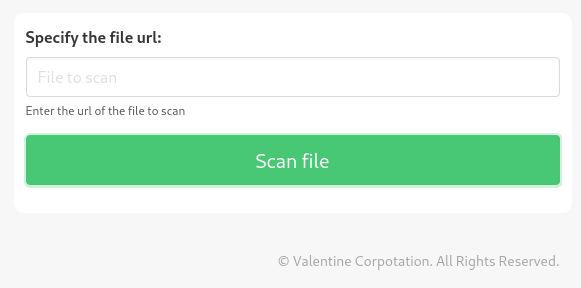 Specify the file url:
File to scan
Enter the url of the file to scan
Scan file
© Valentine Corpotation. All Rights Reserved.